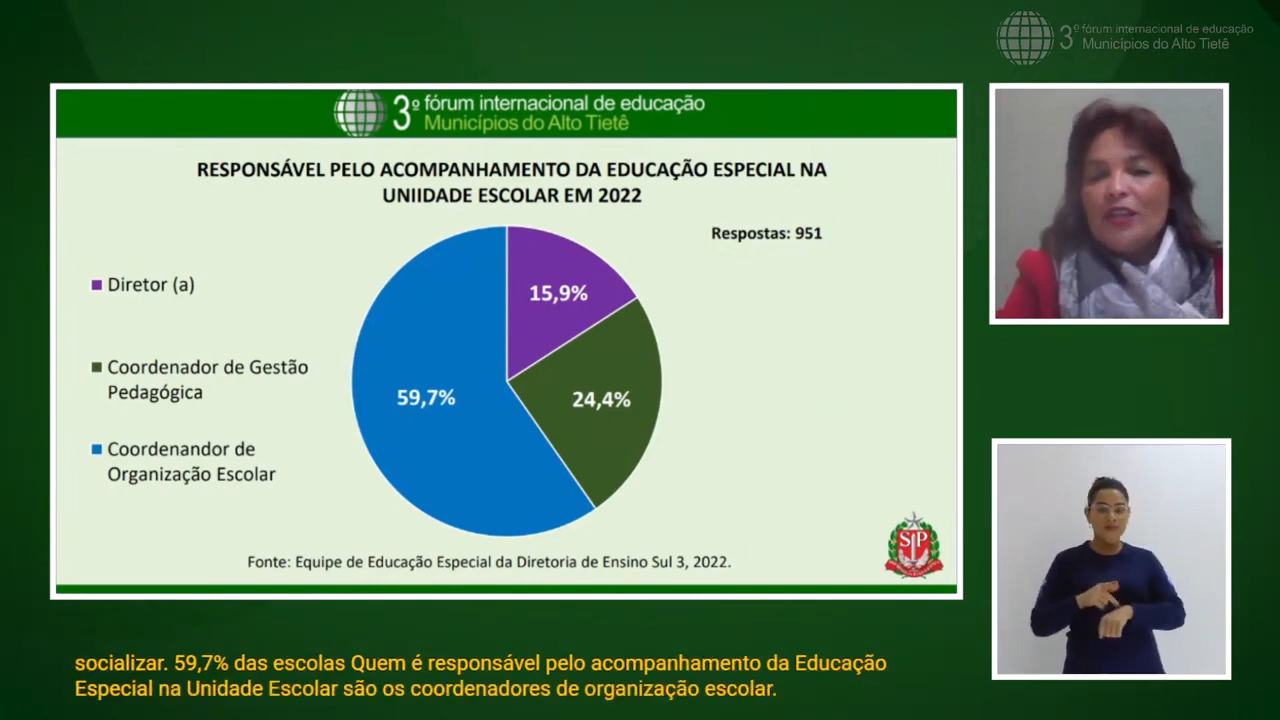 3º fórum internacional de educação
Municípios do Alto Tietê
3º fórum internacional de educação
Municípios do Alto Tietê
RESPONSÁVEL PELO ACOMPANHAMENTO DA EDUCAÇÃO ESPECIAL NA
UNIIDADE ESCOLAR EM 2022
Respostas: 951
Diretor (a)
Coordenador de Gestão
Pedagógica
Coordenandor de
Organização Escolar
15,9%
24,4%
59,7%
SP
Fonte: Equipe de Educação Especial da Diretoria de Ensino Sul 3, 2022.
socializar. 59,7% das escolas Quem é responsável pelo acompanhamento da Educação
Especial na Unidade Escolar são os coordenadores de organização escolar.